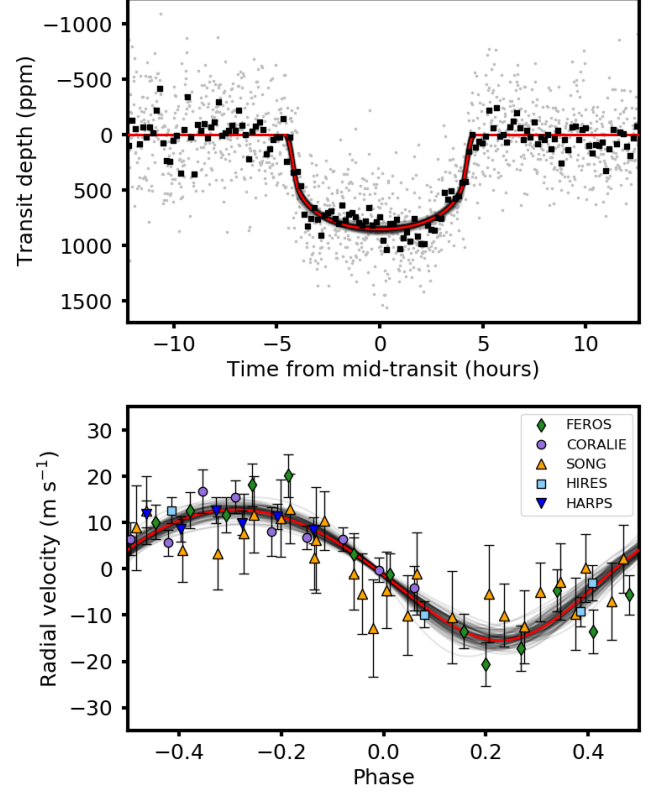 −1000
−500
0
500
1000
1500
Transit depth (ppm)
−10
−5
0
5
10
Time from mid-transit (hours)
30
20
10
0
−10
−20
−30
Radial velocity (m s⁻¹)
FEROS
CORALIE
SONG
HIRES
HARPS
−0.4
−0.2
0.0
0.2
0.4
Phase